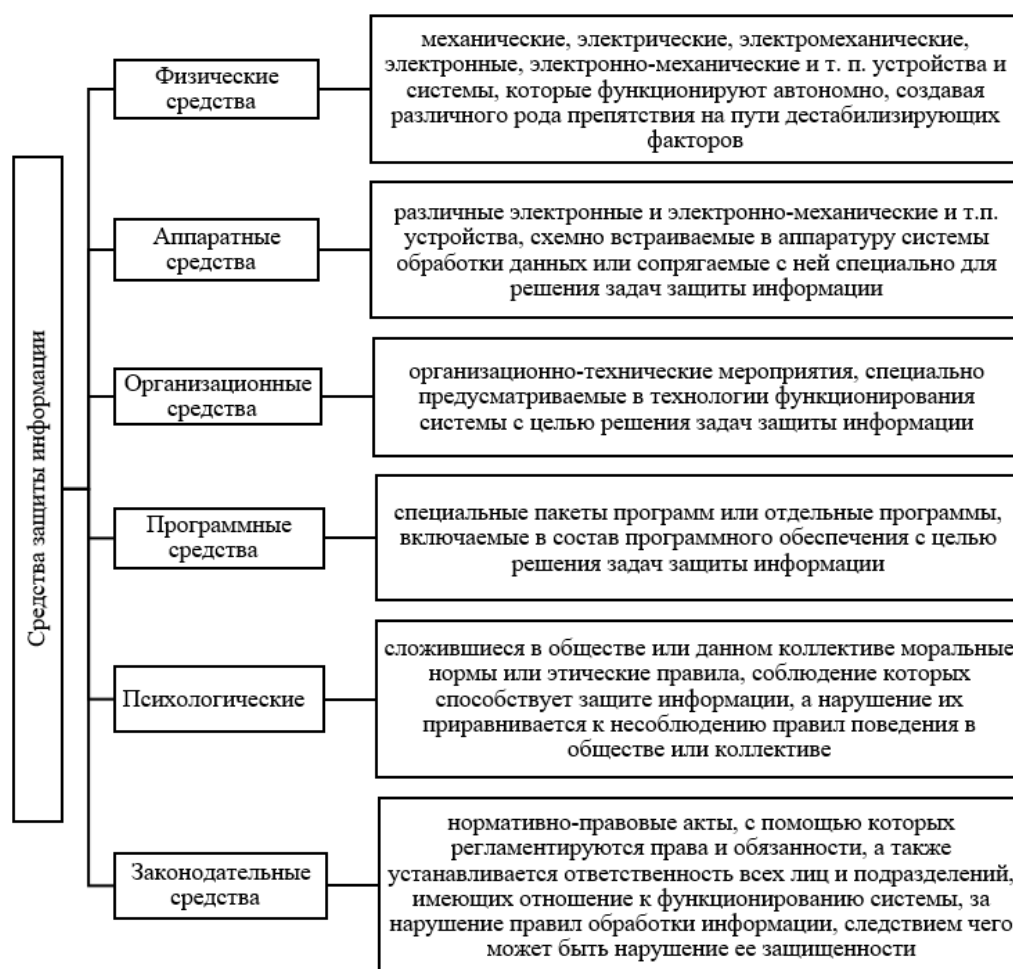 Средства защиты информации
Физические
средства
механические, электрические, электромеханические,
электронные, электронно-механические и т. п. устройства и
системы, которые функционируют автономно, создавая
различного рода препятствия на пути дестабилизирующих
факторов
Аппаратные
средства
различные электронные и электронно-механические и т.п.
устройства, схемно встраиваемые в аппаратуру системы
обработки данных или сопрягаемые с ней специально для
решения задач защиты информации
Организационные
средства
организационно-технические мероприятия, специально
предусматриваемые в технологии функционирования
системы с целью решения задач защиты информации
Программные
средства
специальные пакеты программ или отдельные программы,
включаемые в состав программного обеспечения с целью
решения задач защиты информации
Психологические
сложившиеся в обществе или данном коллективе моральные
нормы или этические правила, соблюдение которых
способствует защите информации, а нарушение их
приравнивается к несоблюдению правил поведения в
обществе или коллективе
Законодательные
средства
нормативно-правовые акты, с помощью которых
регламентируются права и обязанности, а также
устанавливается ответственность всех лиц и подразделений,
имеющих отношение к функционированию системы, за
нарушение правил обработки информации, следствием чего
может быть нарушение ее защищенности